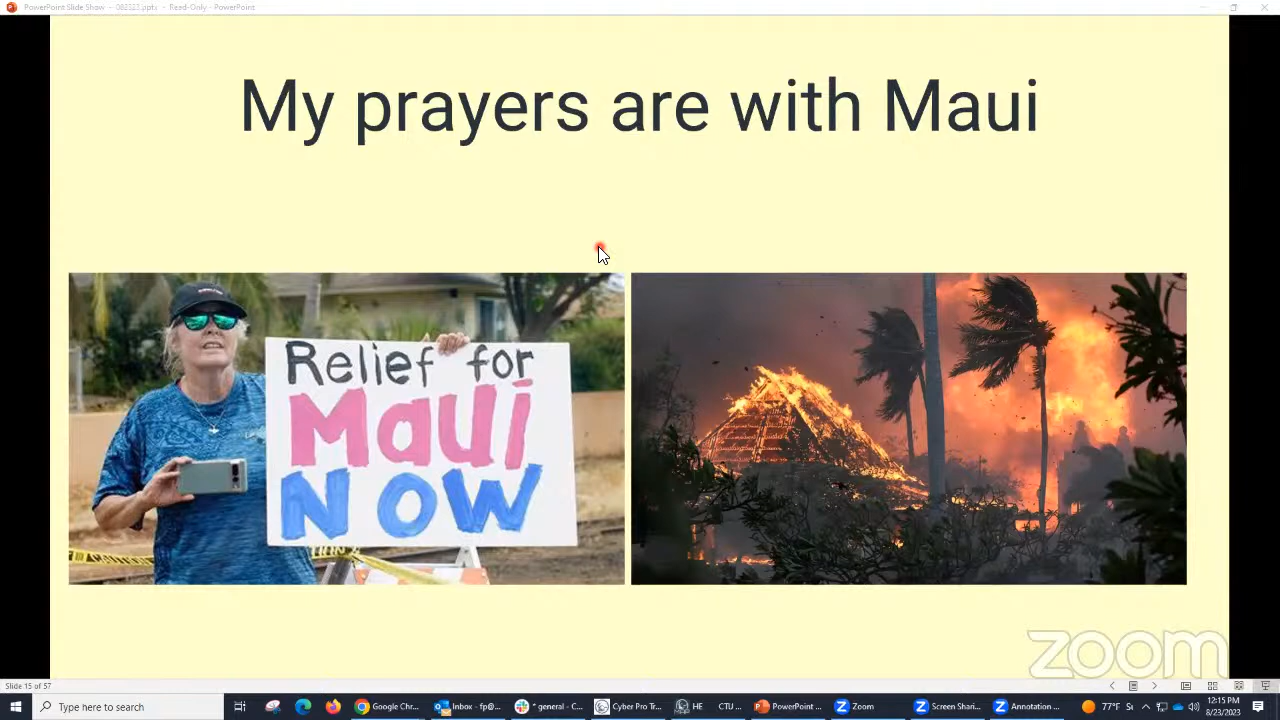 PowerPoint Slide Show - 082323.pptx - Read-Only - PowerPoint
My prayers are with Maui
Relief for
Maui
NOW
zoom
Slide 15 of 57
Type here to search
Google Chr...
Inbox - fp@...
* general - C...
Cyber Pro Tr...
HE
CTU ...
PowerPoint ...
Zoom
Screen Shari...
Annotation ...
77°F Su
12:15 PM
8/23/2023